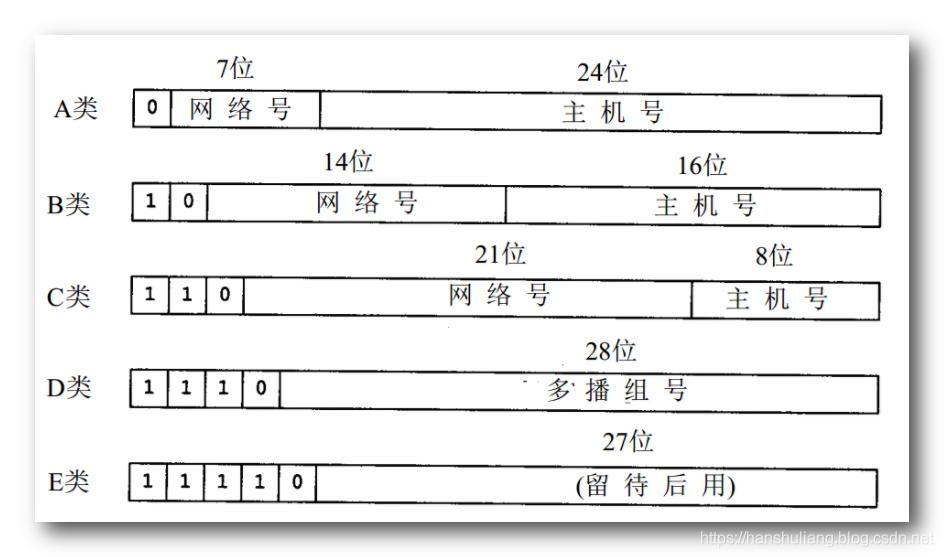 7位 24位
A类 0 网络号 主机号
14位 16位
B类 1 0 网络号 主机号
21位 8位
C类 1 1 0 网络号 主机号
28位
D类 1 1 1 0 多播组号
27位
E类 1 1 1 1 0 (留待后用)
https://hanshuliang.blog.csdn.net